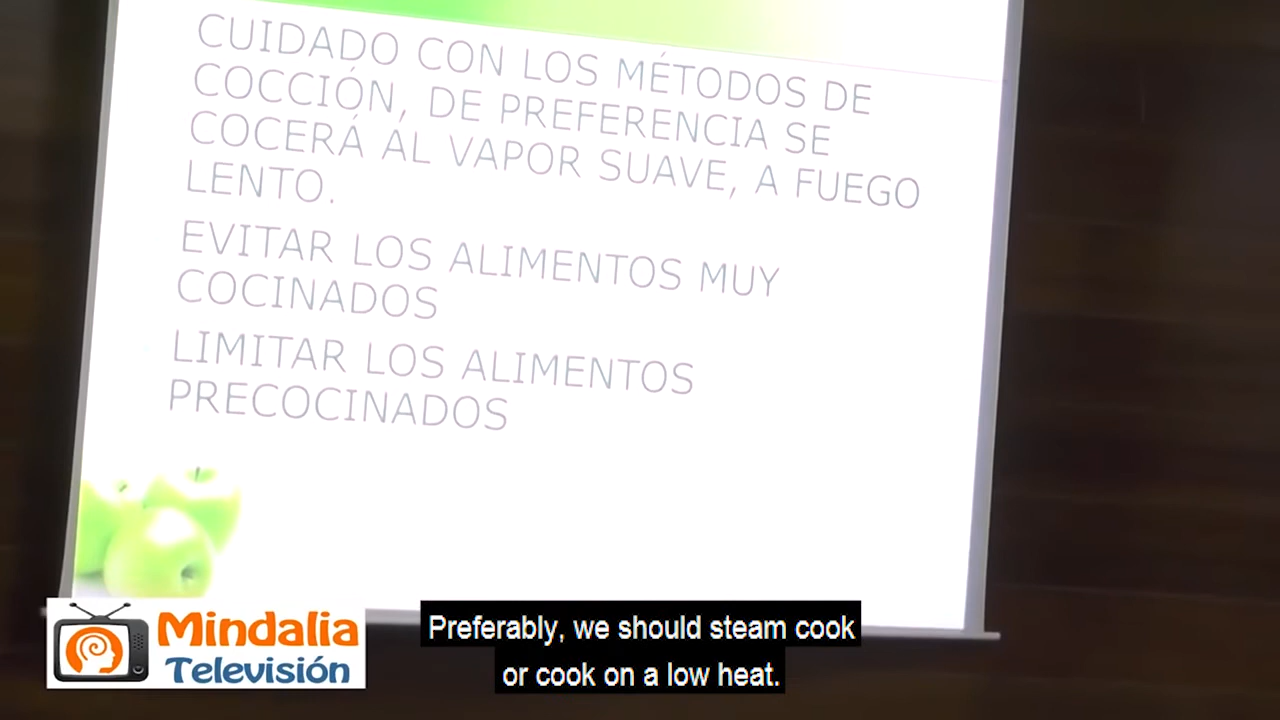 CUIDADO CON LOS MÉTODOS DE
COCCIÓN, DE PREFERENCIA SE
COCERÁ AL VAPOR SUAVE, A FUEGO
LENTO.
EVITAR LOS ALIMENTOS MUY
COCINADOS
LIMITAR LOS ALIMENTOS
PRECOCINADOS
Mindalia
Televisión
Preferably, we should steam cook
or cook on a low heat.